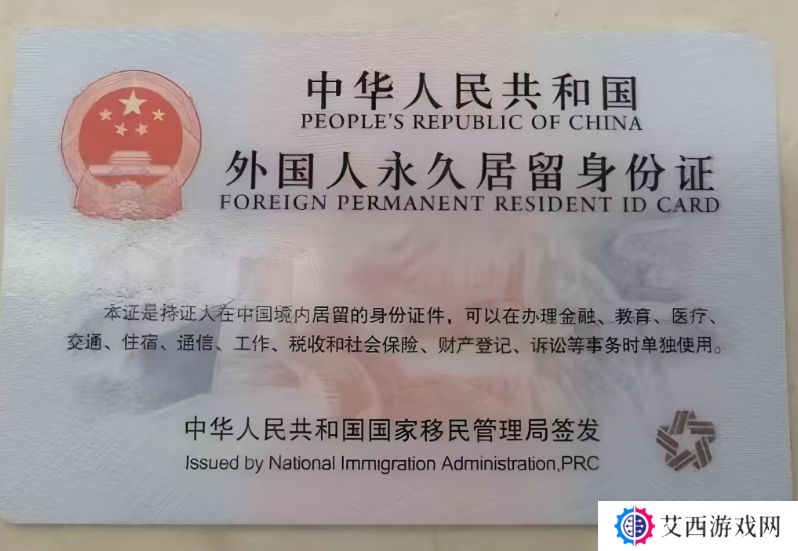 中华人民共和国
PEOPLE'S REPUBLIC OF CHINA
外国人永久居留身份证
FOREIGN PERMANENT RESIDENT ID CARD
本证是持证人在中国境内居留的身份证件，可以在办理金融、教育、医疗、
交通、住宿、通信、工作、税收和社会保险、财产登记、诉讼等事务时单独使用。
中华人民共和国国家移民管理局签发
Issued by National Immigration Administration,PRC
艾西游戏网